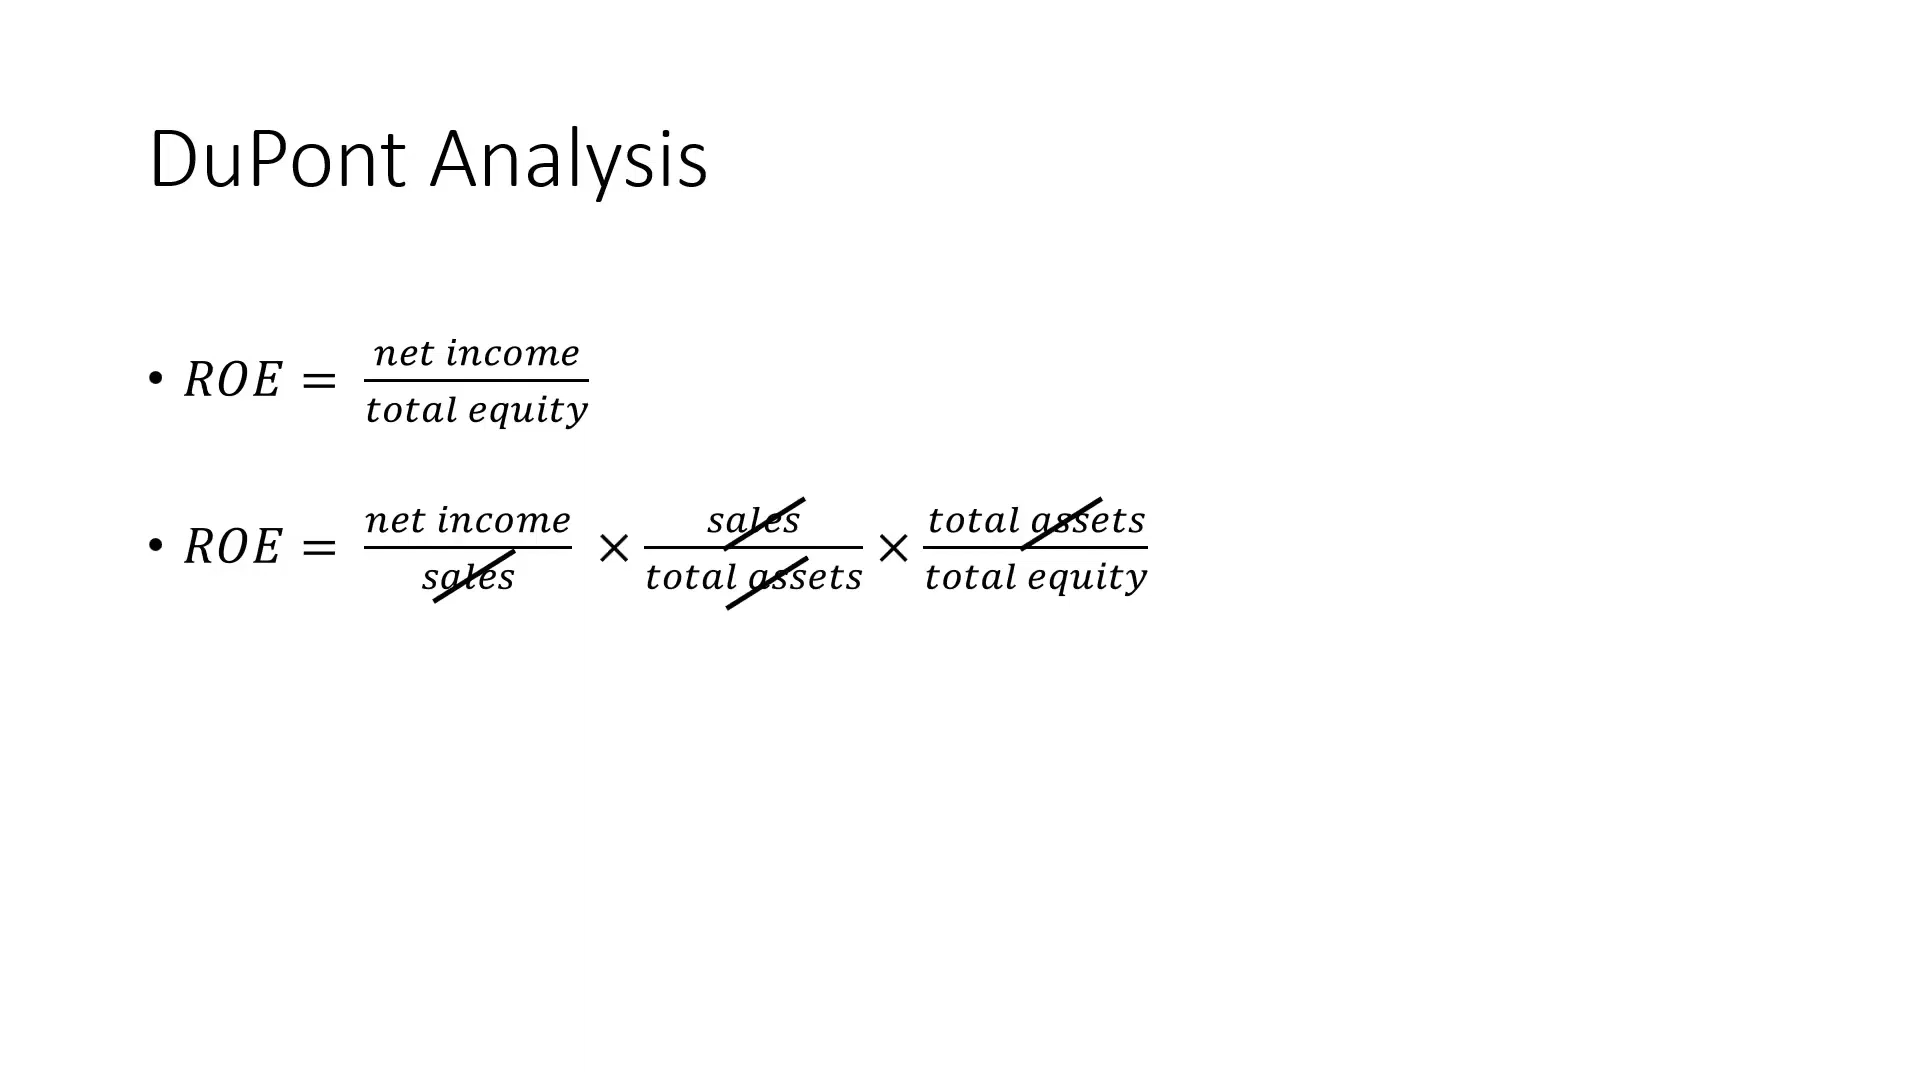 DuPont Analysis
• ROE = net income / total equity
• ROE = net income / sales × sales / total assets × total assets / total equity